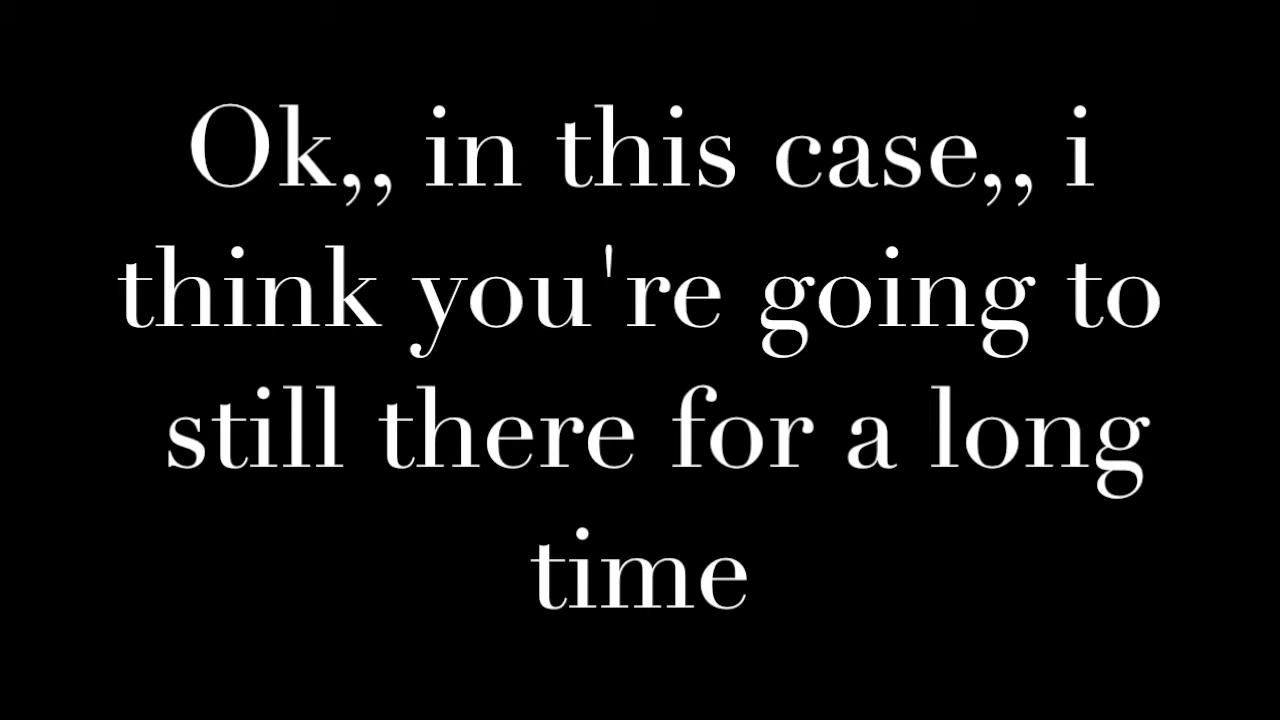 Ok,, in this case,, i
think you're going to
still there for a long
time